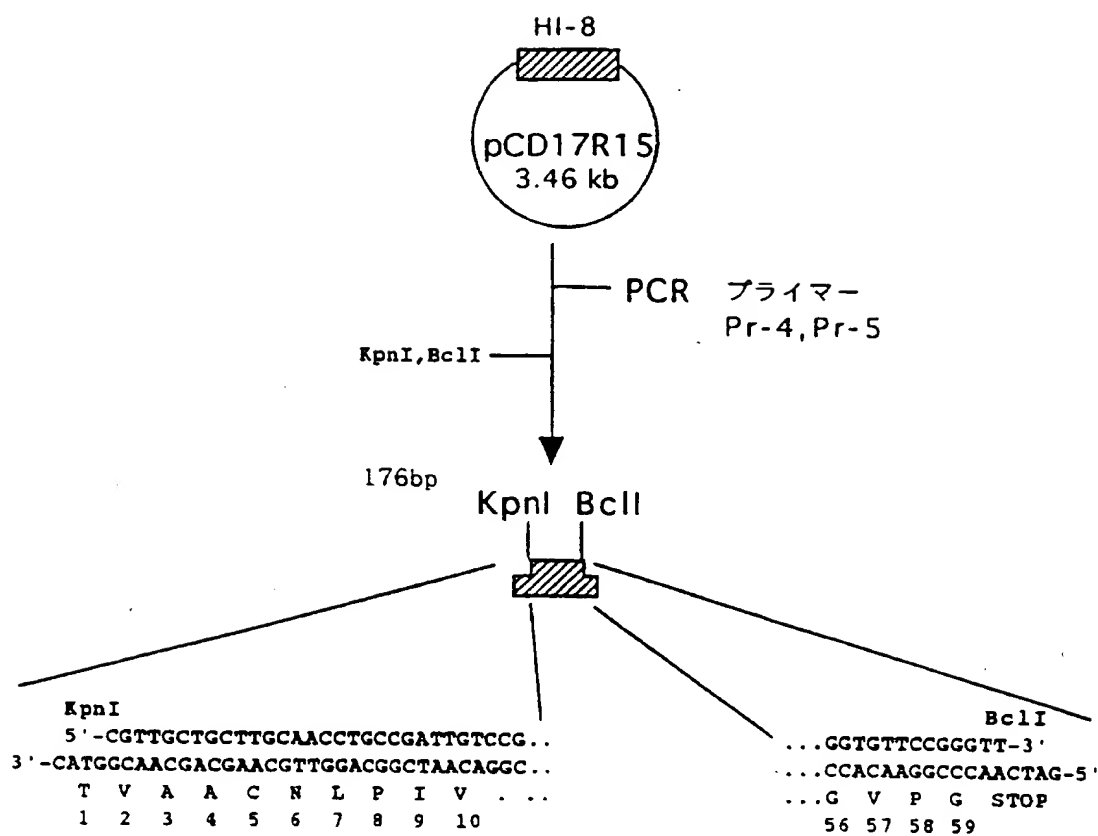 HI-8
pCD17R15
3.46 kb
PCR プライマー
Pr-4,Pr-5
KpnI,BclI
176bp
KpnI BclI
KpnI
5'-CGTTGCTGCTTGCAACCTGCCGATTGTCCG..
3'-CATGGCAACGACGAACGTTGGACGGCTAACAGGC..
T V A A C N L P I V . ..
1 2 3 4 5 6 7 8 9 10
BclI
...GGTGTTCCGGGTT-3'
...CCACAAGGCCCAACTAG-5'
...G V P G STOP
56 57 58 59